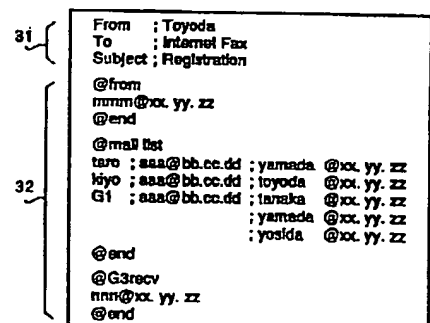 31
From ; Toyoda
To ; Internet Fax
Subject ; Registration
32
@from
mmm@xx. yy. zz
@end
@mail list
taro ; aaa@bb.cc.dd ; yamada @xx. yy. zz
kiyo ; aaa@bb.cc.dd ; toyoda @xx. yy. zz
G1 ; aaa@bb.cc.dd ; tanaka @xx. yy. zz
; yamada @xx. yy. zz
; yosida @xx. yy. zz
@end
@G3recv
nnn@xx. yy. zz
@end